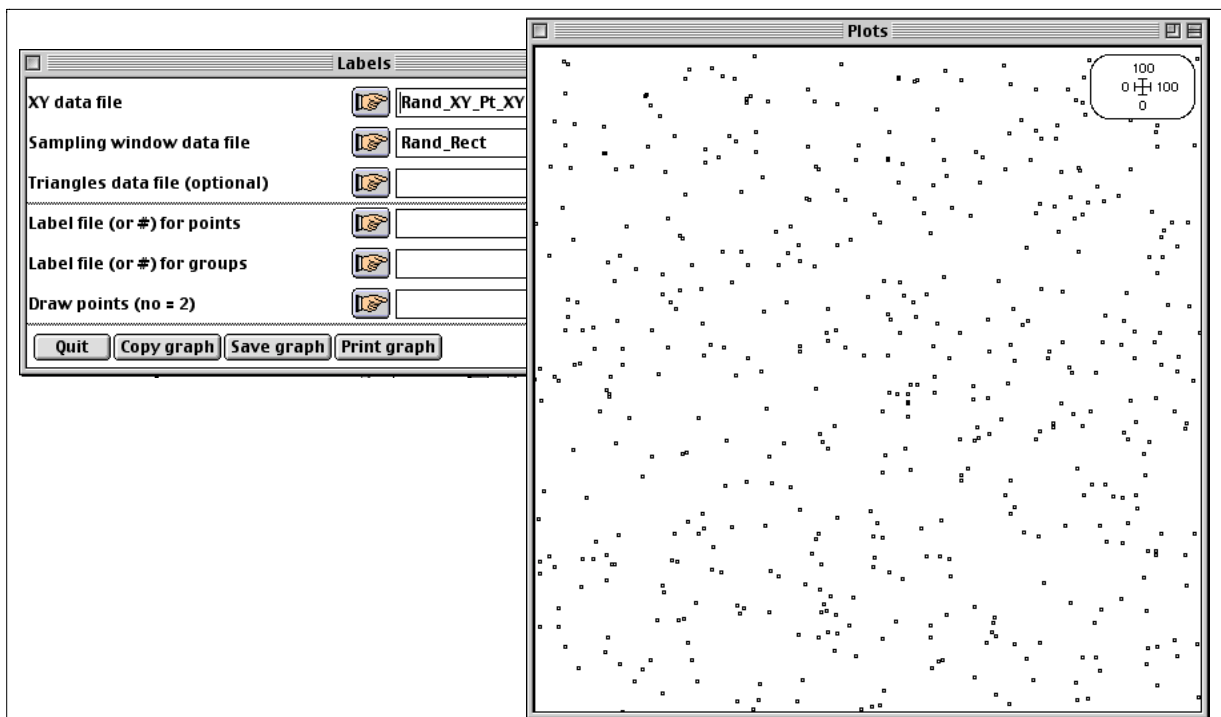 Labels
XY data file
Rand_XY_Pt_XY
Sampling window data file
Rand_Rect
Triangles data file (optional)
Label file (or #) for points
Label file (or #) for groups
Draw points (no = 2)
Quit
Copy graph
Save graph
Print graph
Plots
100
0 100
0